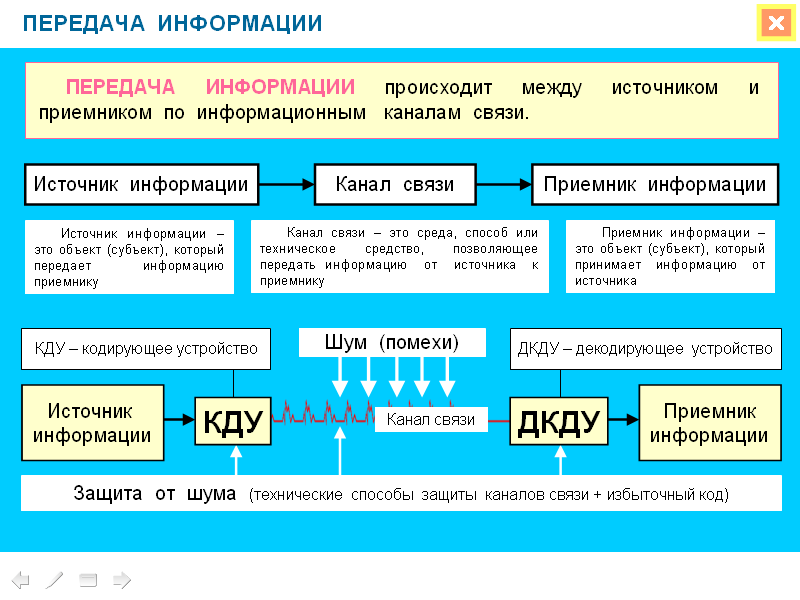 ПЕРЕДАЧА ИНФОРМАЦИИ
ПЕРЕДАЧА ИНФОРМАЦИИ происходит между источником и
приемником по информационным каналам связи.
Источник информации
Канал связи
Приемник информации
Источник информации –
это объект (субъект), который
передает информацию
приемнику
Канал связи – это среда, способ или
техническое средство, позволяющее
передать информацию от источника к
приемнику
Приемник информации –
это объект (субъект), который
принимает информацию от
источника
КДУ – кодирующее устройство
Шум (помехи)
ДКДУ – декодирующее устройство
Источник
информации
КДУ
Канал связи
ДКДУ
Приемник
информации
Защита от шума (технические способы защиты каналов связи + избыточный код)